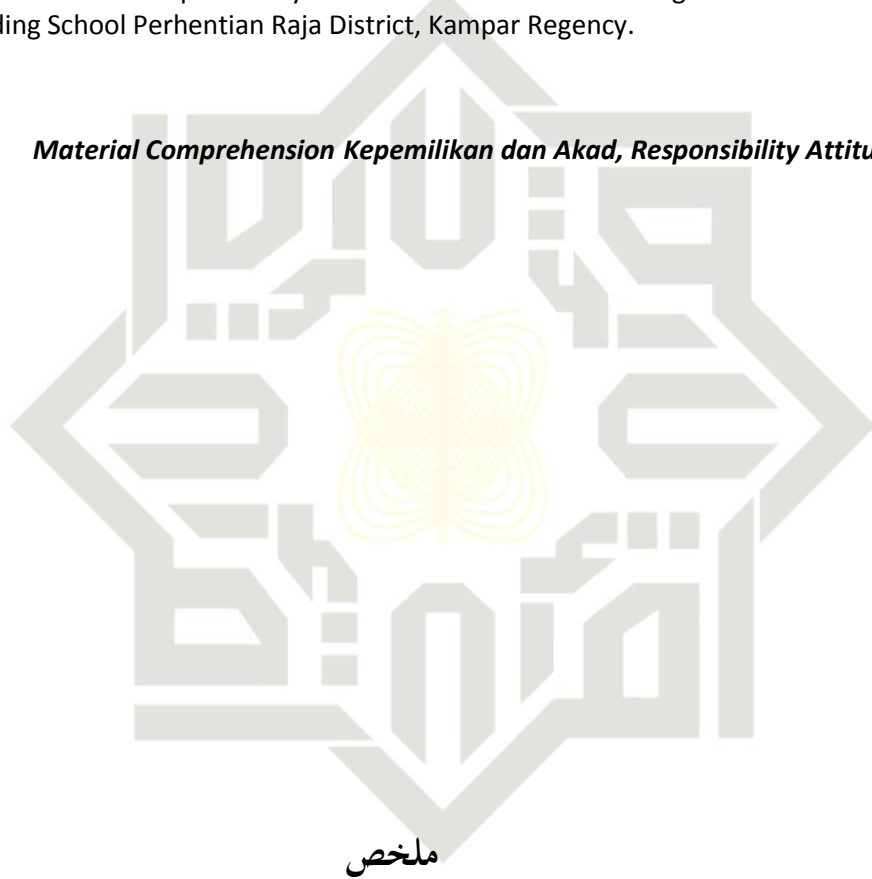 ding School Perhentian Raja District, Kampar Regency.
Material Comprehension Kepemilikan dan Akad, Responsibility Attitu
ملخص